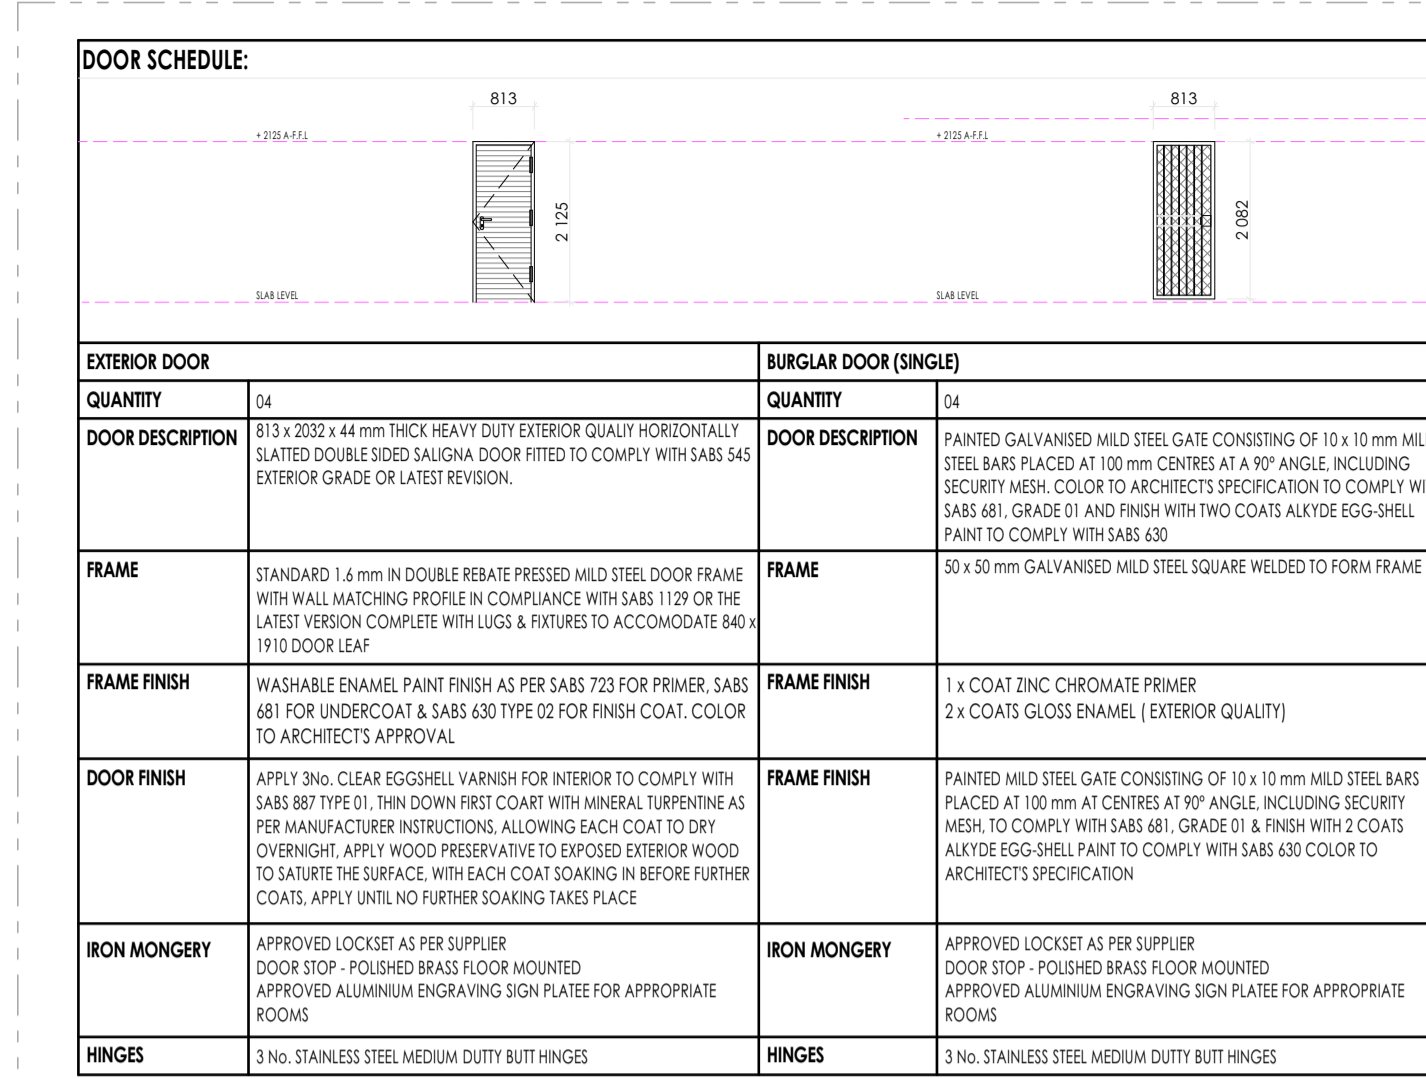 DOOR SCHEDULE:
813
+ 2125 A-F.F.L
2 125
SLAB LEVEL
813
+ 2125 A-F.F.L
2 082
SLAB LEVEL
EXTERIOR DOOR
QUANTITY
04
DOOR DESCRIPTION
813 x 2032 x 44 mm THICK HEAVY DUTY EXTERIOR QUALIY HORIZONTALLY
SLATTED DOUBLE SIDED SALIGNA DOOR FITTED TO COMPLY WITH SABS 545
EXTERIOR GRADE OR LATEST REVISION.
FRAME
STANDARD 1.6 mm IN DOUBLE REBATE PRESSED MILD STEEL DOOR FRAME
WITH WALL MATCHING PROFILE IN COMPLIANCE WITH SABS 1129 OR THE
LATEST VERSION COMPLETE WITH LUGS & FIXTURES TO ACCOMODATE 840 x
1910 DOOR LEAF
FRAME FINISH
WASHABLE ENAMEL PAINT FINISH AS PER SABS 723 FOR PRIMER, SABS
681 FOR UNDERCOAT & SABS 630 TYPE 02 FOR FINISH COAT. COLOR
TO ARCHITECT'S APPROVAL
DOOR FINISH
APPLY 3No. CLEAR EGGSHELL VARNISH FOR INTERIOR TO COMPLY WITH
SABS 887 TYPE 01, THIN DOWN FIRST COART WITH MINERAL TURPENTINE AS
PER MANUFACTURER INSTRUCTIONS, ALLOWING EACH COAT TO DRY
OVERNIGHT, APPLY WOOD PRESERVATIVE TO EXPOSED EXTERIOR WOOD
TO SATURTE THE SURFACE, WITH EACH COAT SOAKING IN BEFORE FURTHER
COATS, APPLY UNTIL NO FURTHER SOAKING TAKES PLACE
IRON MONGERY
APPROVED LOCKSET AS PER SUPPLIER
DOOR STOP - POLISHED BRASS FLOOR MOUNTED
APPROVED ALUMINIUM ENGRAVING SIGN PLATEE FOR APPROPRIATE
ROOMS
HINGES
3 No. STAINLESS STEEL MEDIUM DUTTY BUTT HINGES
BURGLAR DOOR (SINGLE)
QUANTITY
04
DOOR DESCRIPTION
PAINTED GALVANISED MILD STEEL GATE CONSISTING OF 10 x 10 mm
STEEL BARS PLACED AT 100 mm CENTRES AT A 90° ANGLE, INCLUDING
SECURITY MESH. COLOR TO ARCHITECT'S SPECIFICATION TO COMPLY
SABS 681, GRADE 01 AND FINISH WITH TWO COATS ALKYDE EGG-SHELL
PAINT TO COMPLY WITH SABS 630
FRAME
50 x 50 mm GALVANISED MILD STEEL SQUARE WELDED TO FORM FRAME
FRAME FINISH
1 x COAT ZINC CHROMATE PRIMER
2 x COATS GLOSS ENAMEL ( EXTERIOR QUALITY)
FRAME FINISH
PAINTED MILD STEEL GATE CONSISTING OF 10 x 10 mm MILD STEEL BARS
PLACED AT 100 mm AT CENTRES AT 90° ANGLE, INCLUDING SECURITY
MESH, TO COMPLY WITH SABS 681, GRADE 01 & FINISH WITH 2 COATS
ALKYDE EGG-SHELL PAINT TO COMPLY WITH SABS 630 COLOR TO
ARCHITECT'S SPECIFICATION
IRON MONGERY
APPROVED LOCKSET AS PER SUPPLIER
DOOR STOP - POLISHED BRASS FLOOR MOUNTED
APPROVED ALUMINIUM ENGRAVING SIGN PLATEE FOR APPROPRIATE
ROOMS
HINGES
3 No. STAINLESS STEEL MEDIUM DUTTY BUTT HINGES